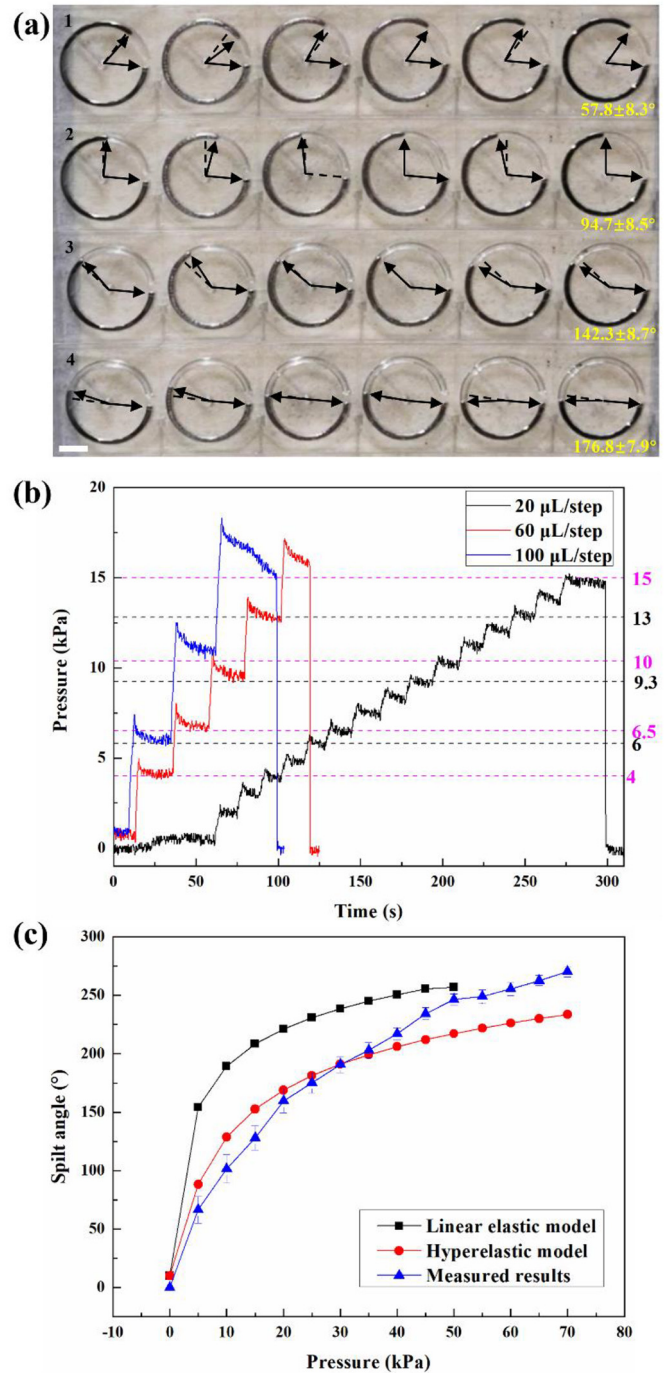 (a)
1
57.8±8.3°
2
94.7±8.5°
3
142.3±8.7°
4
176.8±7.9°
(b)
20
15
10
5
0
Pressure (kPa)
20 μL/step
60 μL/step
100 μL/step
15
13
10
9.3
6.5
6
4
0 50 100 150 200 250 300
Time (s)
(c)
300
250
200
150
100
50
0
Spilt angle (°)
Linear elastic model
Hyperelastic model
Measured results
-10 0 10 20 30 40 50 60 70 80
Pressure (kPa)